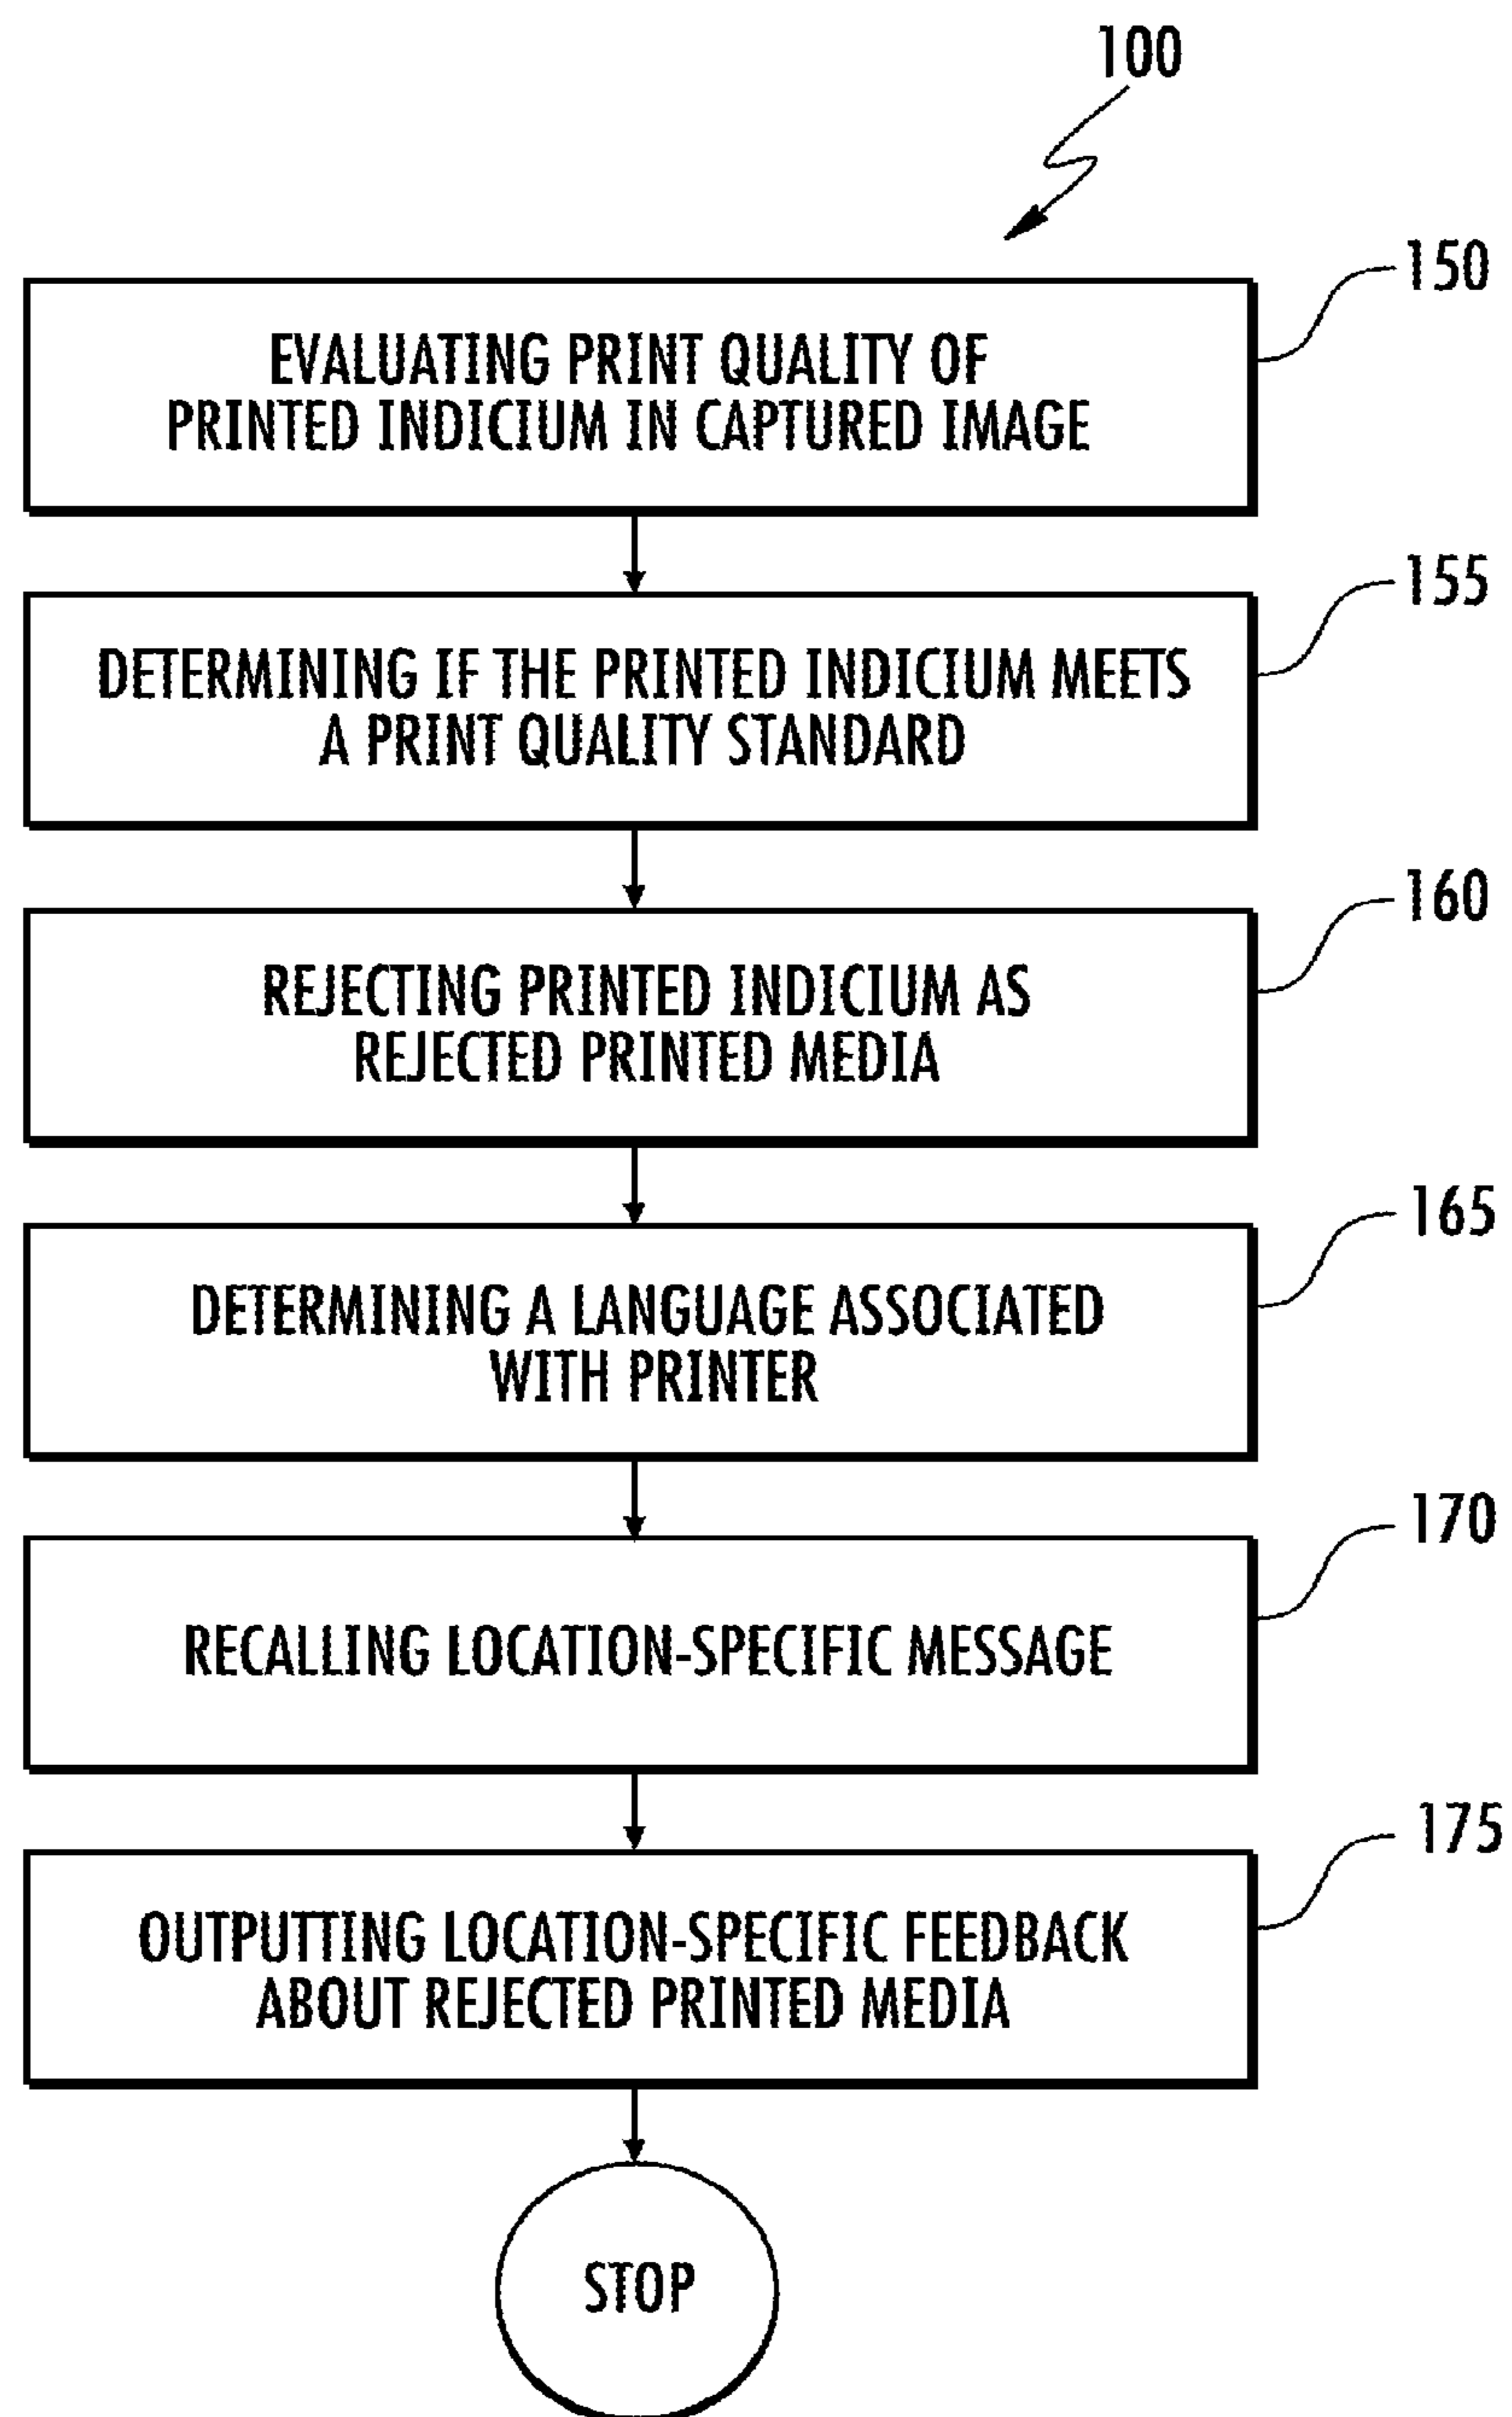 100
150
EVALUATING PRINT QUALITY OF
PRINTED INDICIUM IN CAPTURED IMAGE
155
DETERMINING IF THE PRINTED INDICIUM MEETS
A PRINT QUALITY STANDARD
160
REJECTING PRINTED INDICIUM AS
REJECTED PRINTED MEDIA
165
DETERMINING A LANGUAGE ASSOCIATED
WITH PRINTER
170
RECALLING LOCATION-SPECIFIC MESSAGE
175
OUTPUTTING LOCATION-SPECIFIC FEEDBACK
ABOUT REJECTED PRINTED MEDIA
STOP